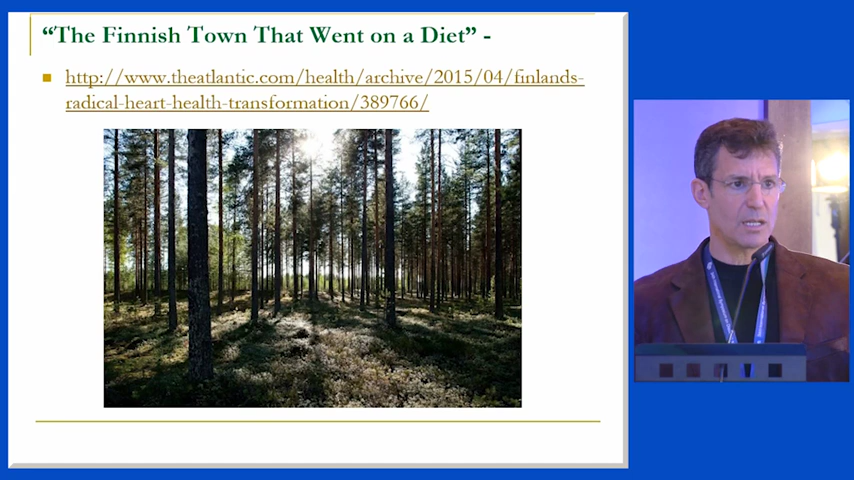 “The Finnish Town That Went on a Diet” -
http://www.theatlantic.com/health/archive/2015/04/finlands-
radical-heart-health-transformation/389766/